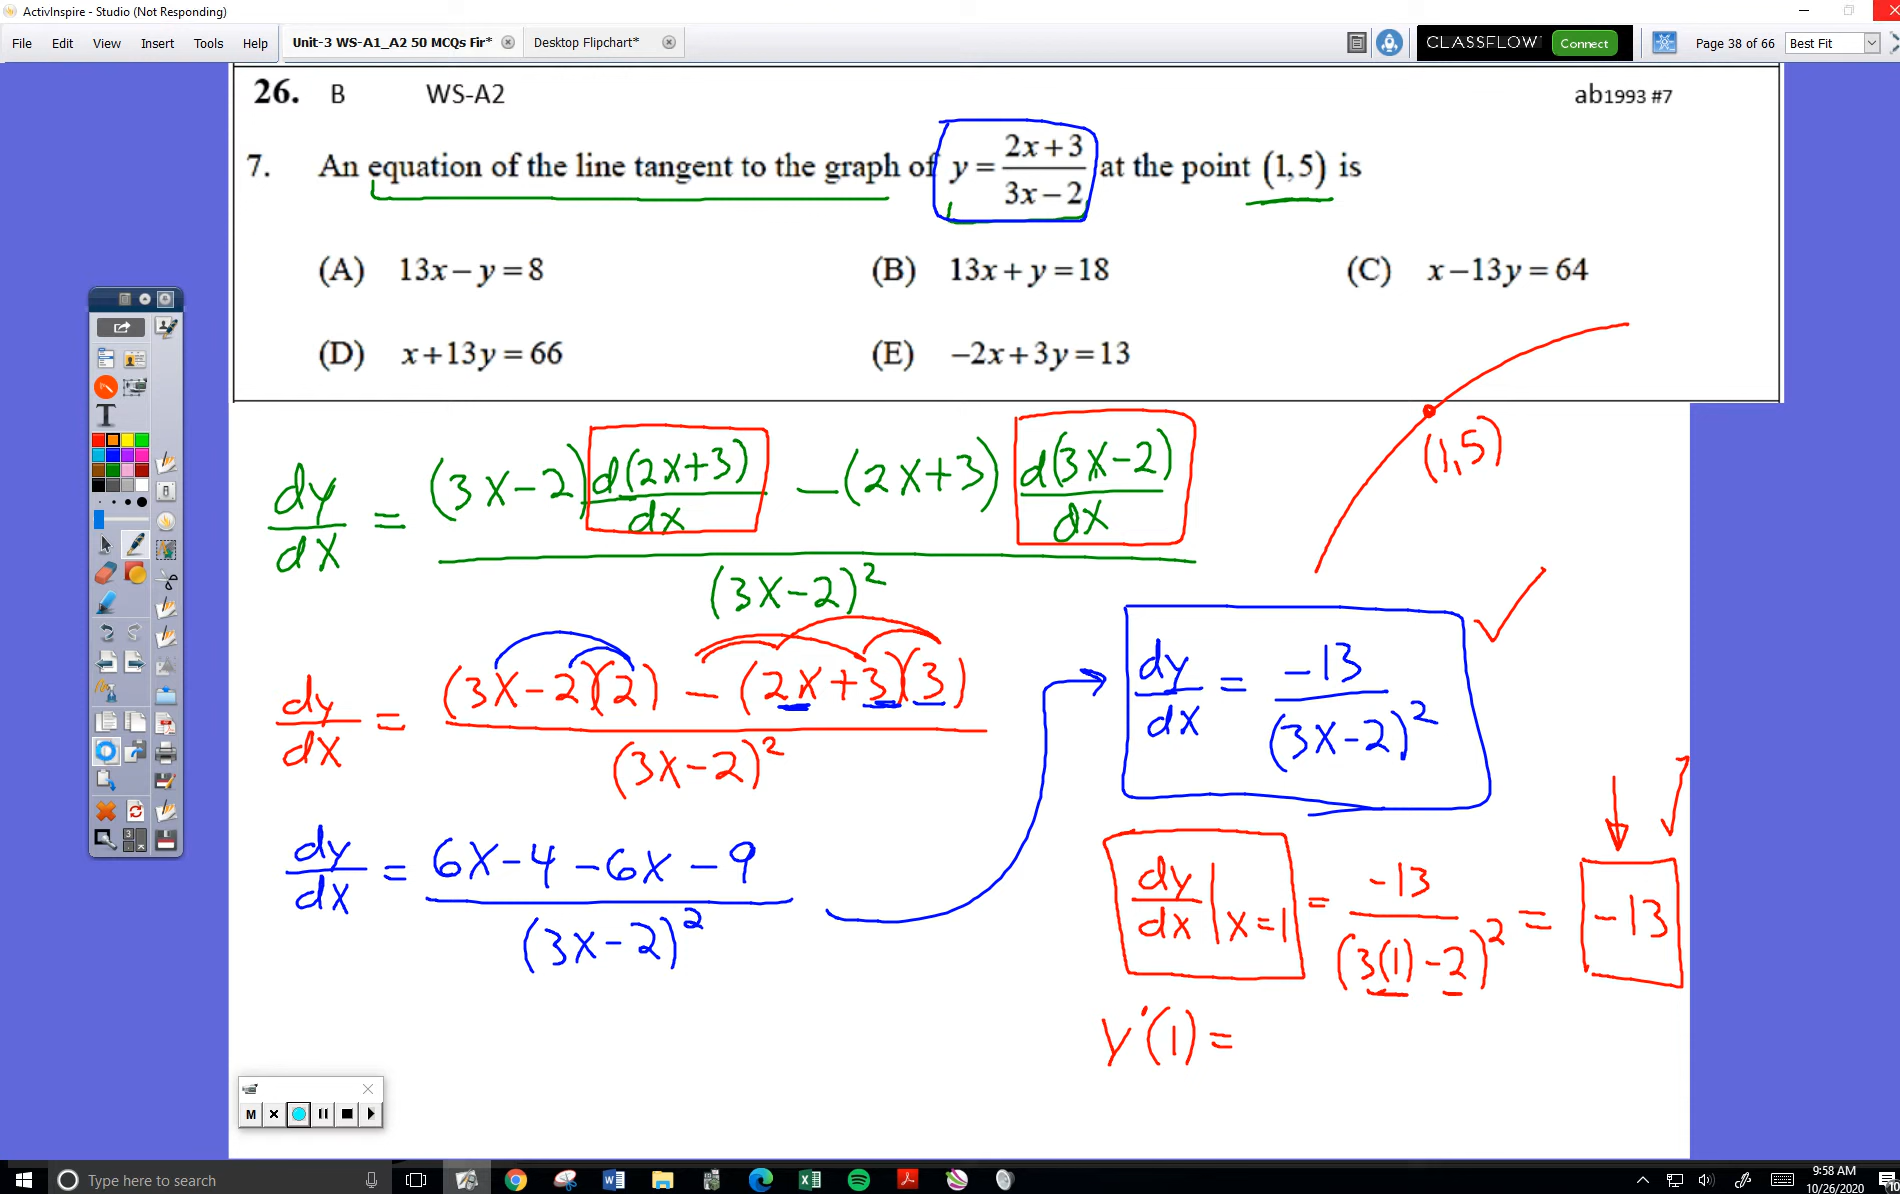 ActivInspire - Studio (Not Responding)
File Edit View Insert Tools Help
Unit-3 WS-A1_A2 50 MCQs Fir*
Desktop Flipchart*
CLASSFLOW
Connect
Page 38 of 66
Best Fit
26. B WS-A2 ab1993 #7
7. An equation of the line tangent to the graph of y = (2x+3)/(3x−2) at the point (1,5) is
(A) 13x − y = 8
(B) 13x + y = 18
(C) x − 13y = 64
(D) x + 13y = 66
(E) −2x + 3y = 13
(1,5)
dy/dx = ((3x-2) d(2x+3)/dx − (2x+3) d(3x-2)/dx) / (3x-2)²
dy/dx = ((3x-2)(2) − (2x+3)(3)) / (3x-2)²
dy/dx = (6x-4-6x-9) / (3x-2)²
dy/dx = -13/(3x-2)²
dy/dx | x=1 = -13/(3(1)-2)² = -13
y'(1) =
T
3
M
Type here to search
9:58 AM
10/26/2020
10